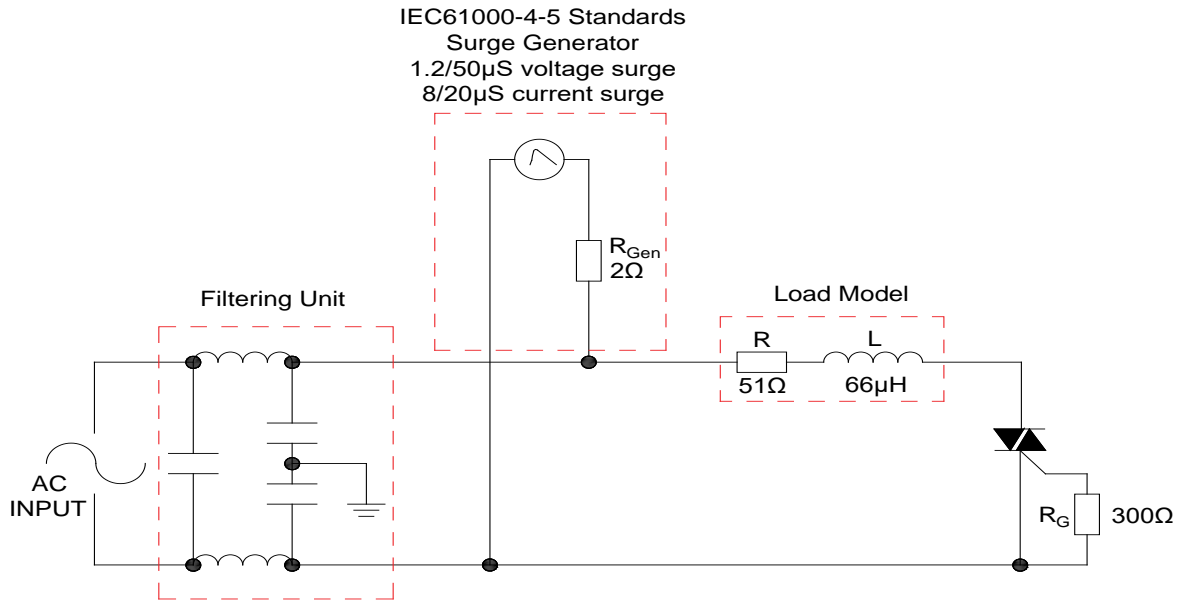 IEC61000-4-5 Standards
Surge Generator
1.2/50µS voltage surge
8/20µS current surge
RGen
2Ω
Filtering Unit
Load Model
R
L
51Ω
66µH
AC
INPUT
RG
300Ω